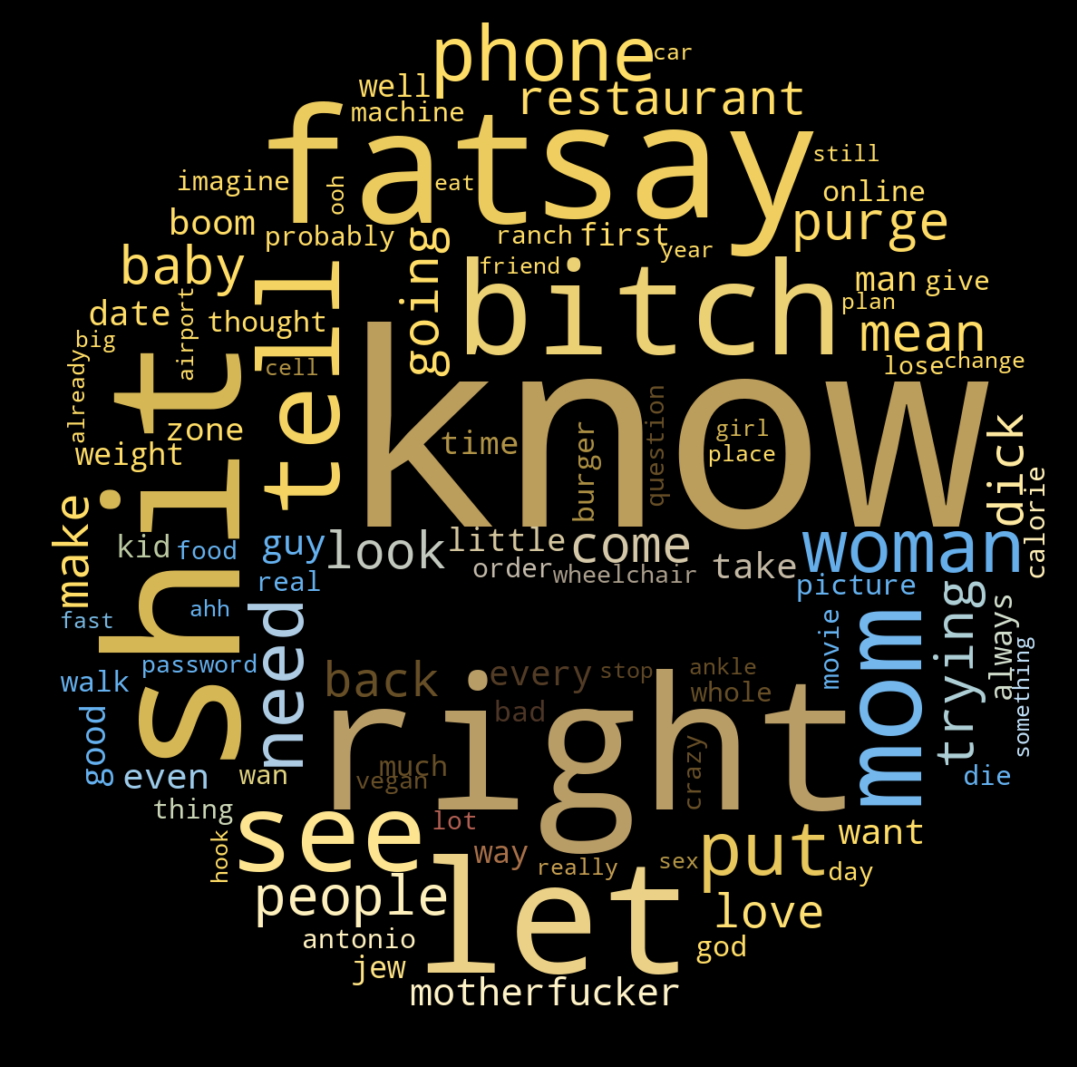 phone
car
well
restaurant
machine
fat
say
still
imagine
ooh
eat
online
boom
purge
probably
going
ranch
first
year
baby
tell
friend
bitch
man
give
date
airport
plan
thought
mean
big
shit
already
cell
know
lose
change
zone
time
burger
question
girl
place
dick
weight
calorie
make
kid
food
guy
look
little
come
woman
order
wheelchair
take
real
picture
fast
ahh
need
movie
mom
trying
always
something
password
walk
back
every
stop
ankle
whole
good
bad
right
even
wan
much
vegan
crazy
die
thing
hook
see
lot
way
really
sex
put
want
day
people
let
love
antonio
god
jew
motherfucker